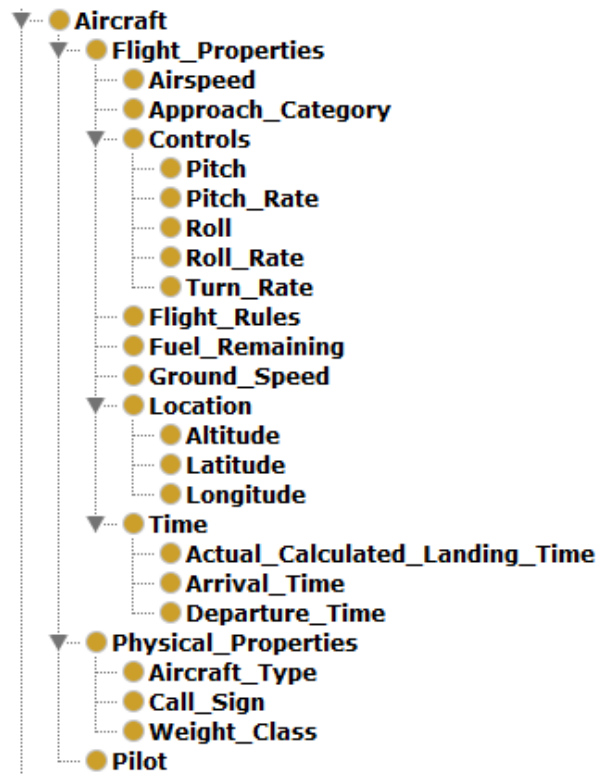 Aircraft
Flight_Properties
Airspeed
Approach_Category
Controls
Pitch
Pitch_Rate
Roll
Roll_Rate
Turn_Rate
Flight_Rules
Fuel_Remaining
Ground_Speed
Location
Altitude
Latitude
Longitude
Time
Actual_Calculated_Landing_Time
Arrival_Time
Departure_Time
Physical_Properties
Aircraft_Type
Call_Sign
Weight_Class
Pilot